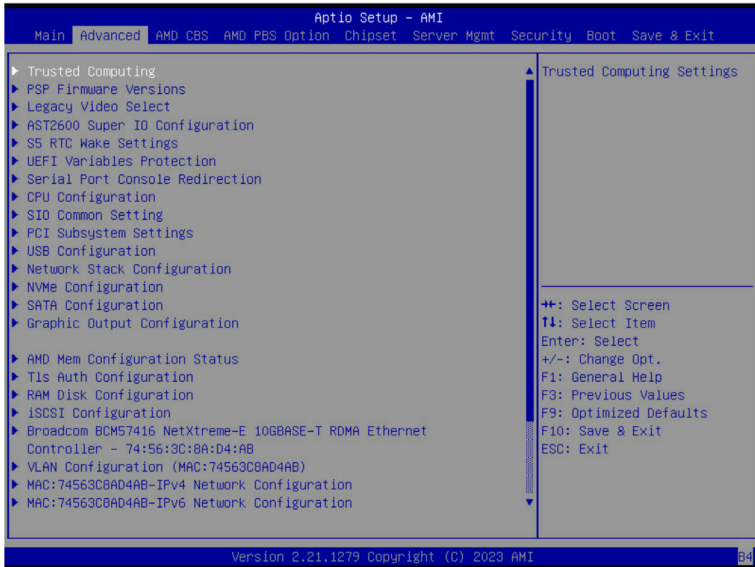 Aptio Setup – AMI
Main Advanced AMD CBS AMD PBS Option Chipset Server Mgmt Security Boot Save & Exit
Trusted Computing
PSP Firmware Versions
Legacy Video Select
AST2600 Super IO Configuration
S5 RTC Wake Settings
UEFI Variables Protection
Serial Port Console Redirection
CPU Configuration
SIO Common Setting
PCI Subsystem Settings
USB Configuration
Network Stack Configuration
NVMe Configuration
SATA Configuration
Graphic Output Configuration
AMD Mem Configuration Status
Tls Auth Configuration
RAM Disk Configuration
iSCSI Configuration
Broadcom BCM57416 NetXtreme-E 10GBASE-T RDMA Ethernet
Controller – 74:56:3C:8A:D4:AB
VLAN Configuration (MAC:74563C8AD4AB)
MAC:74563C8AD4AB-IPv4 Network Configuration
MAC:74563C8AD4AB-IPv6 Network Configuration
Trusted Computing Settings
→←: Select Screen
↑↓: Select Item
Enter: Select
+/-: Change Opt.
F1: General Help
F3: Previous Values
F9: Optimized Defaults
F10: Save & Exit
ESC: Exit
Version 2.21.1279 Copyright (C) 2023 AMI
B4